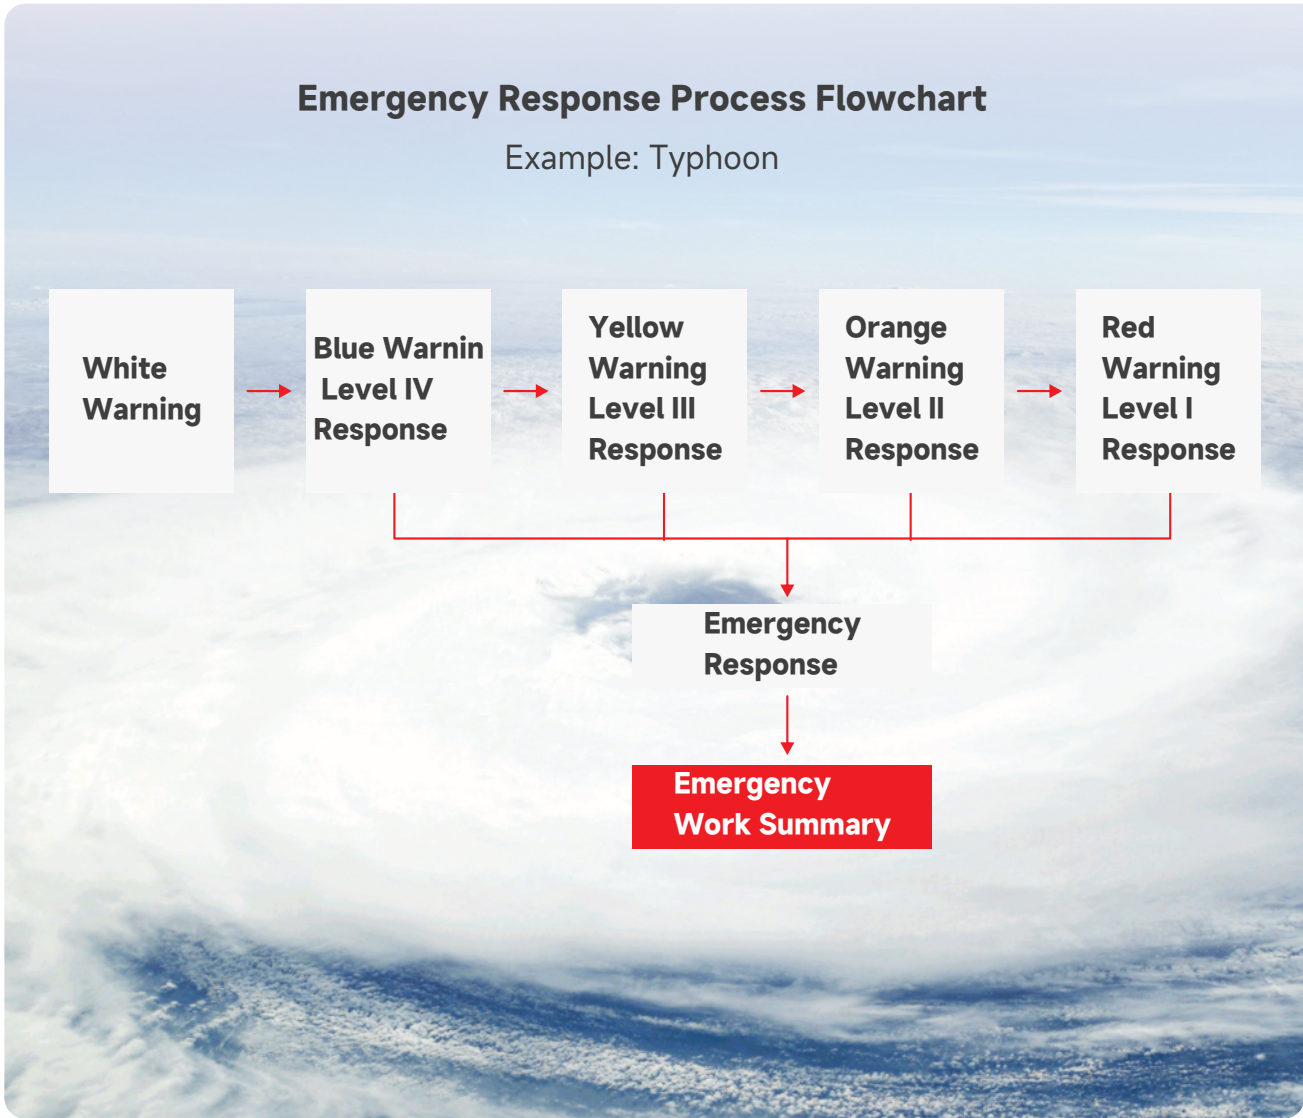 Emergency Response Process Flowchart
Example: Typhoon
White
Warning
Blue Warnin
Level IV
Response
Yellow
Warning
Level III
Response
Orange
Warning
Level II
Response
Red
Warning
Level I
Response
Emergency
Response
Emergency
Work Summary